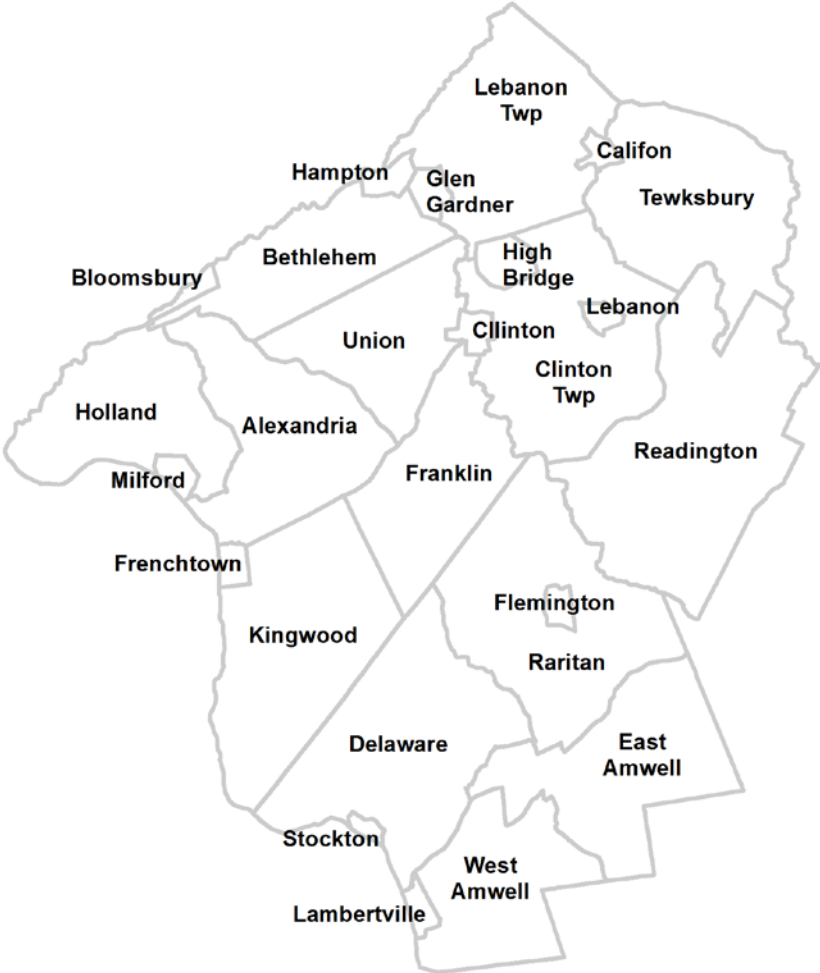 Lebanon
Twp
Califon
Hampton
Glen
Gardner
Tewksbury
High
Bridge
Bethlehem
Bloomsbury
Lebanon
Union
Cllinton
Clinton
Twp
Holland
Alexandria
Readington
Milford
Franklin
Frenchtown
Flemington
Kingwood
Raritan
Delaware
East
Amwell
Stockton
West
Amwell
Lambertville